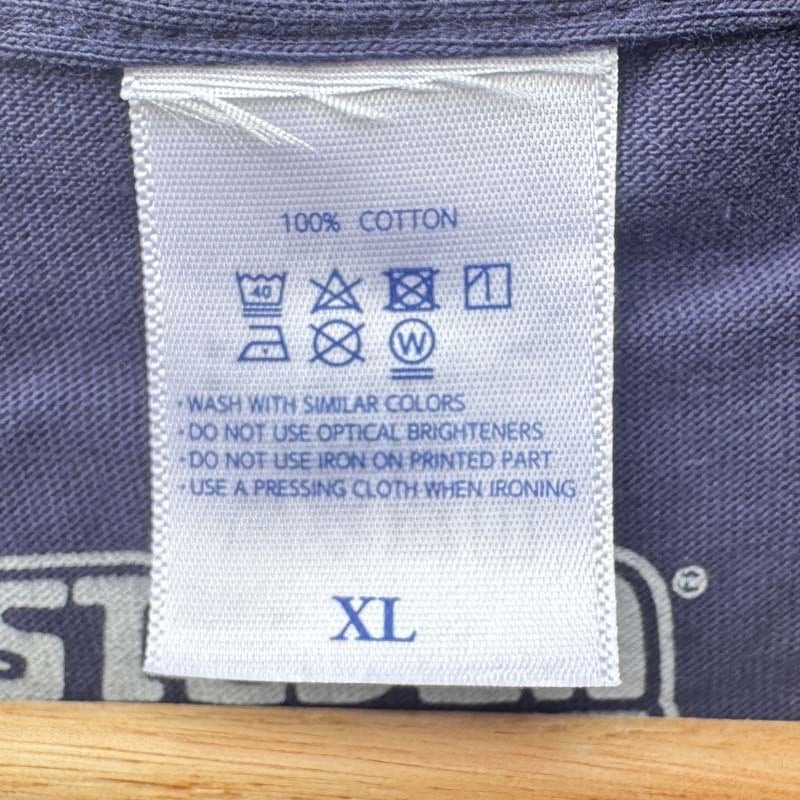 100% COTTON
40
W
· WASH WITH SIMILAR COLORS
· DO NOT USE OPTICAL BRIGHTENERS
· DO NOT USE IRON ON PRINTED PART
· USE A PRESSING CLOTH WHEN IRONING
XL
®